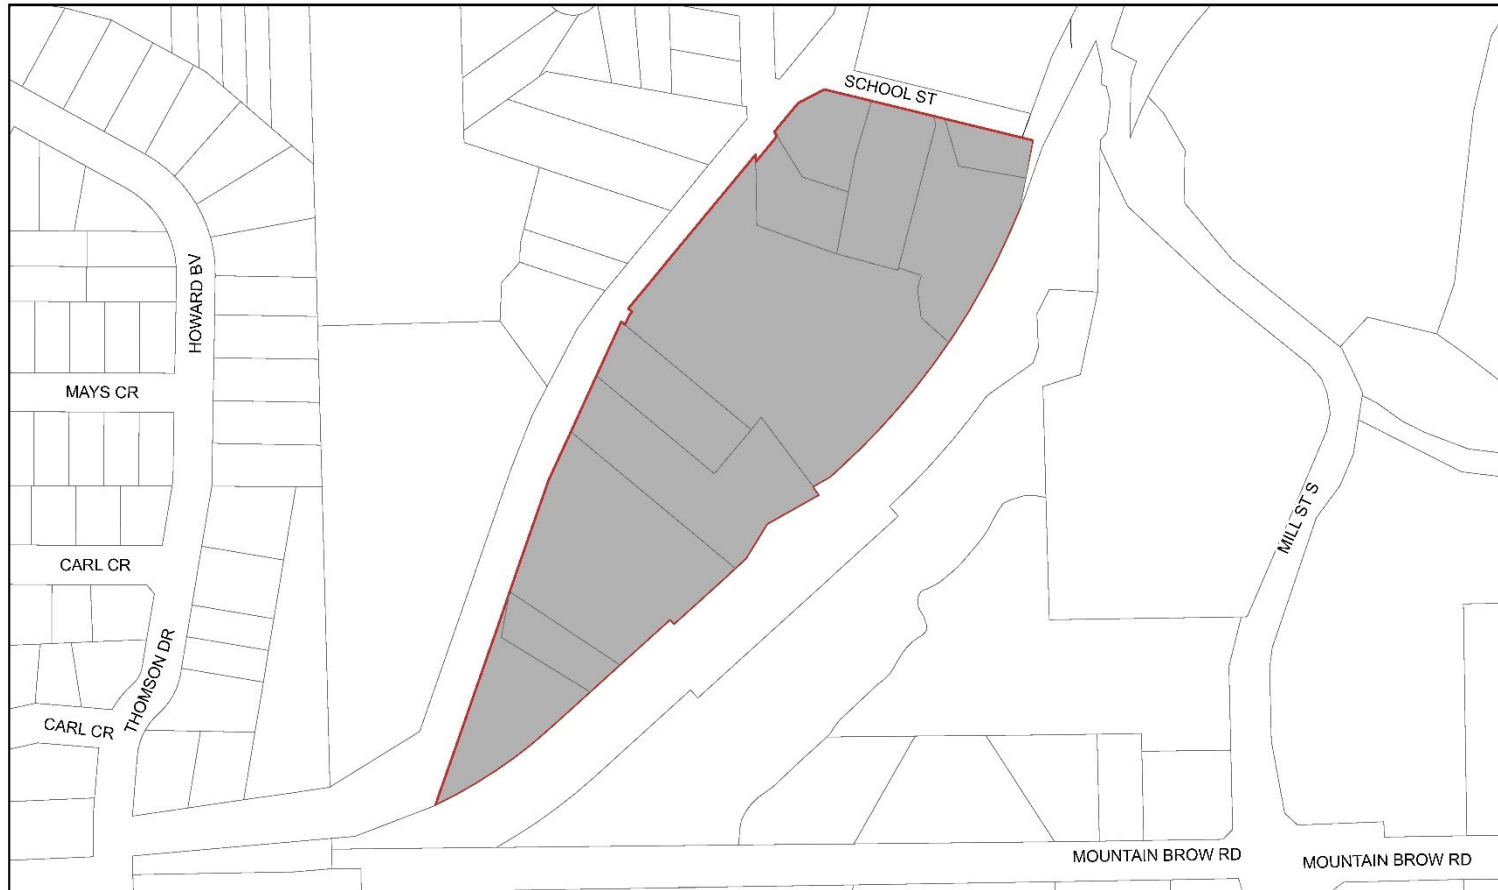 SCHOOL ST
HOWARD BV
MAYS CR
MILL ST S
CARL CR
THOMSON DR
CARL CR
MOUNTAIN BROW RD
MOUNTAIN BROW RD